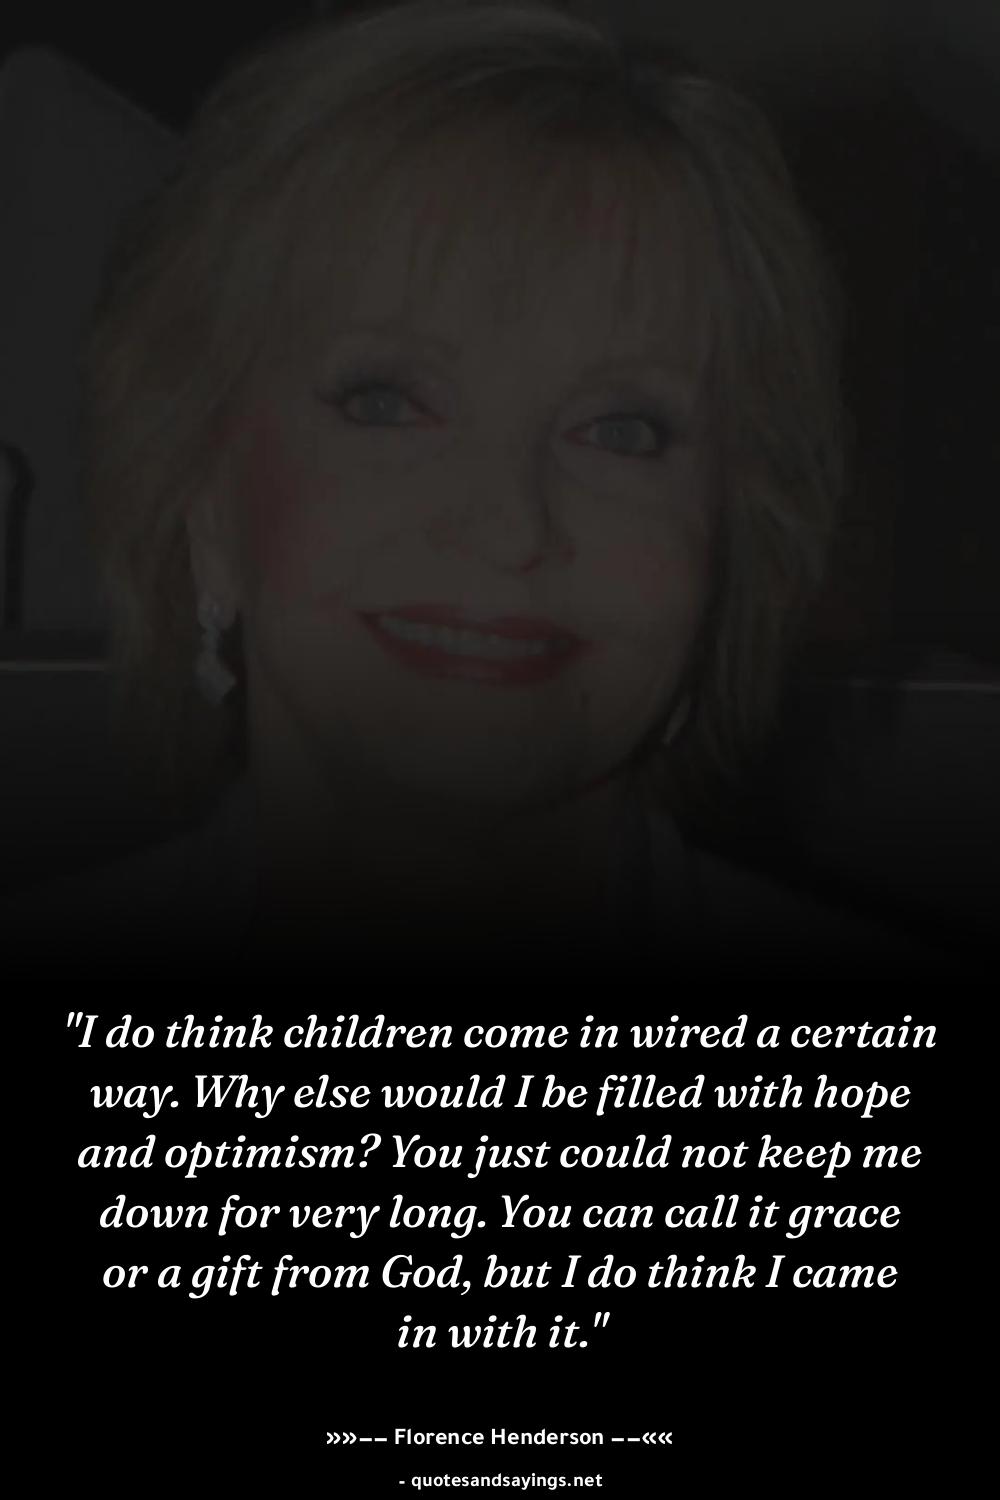 "I do think children come in wired a certain
way. Why else would I be filled with hope
and optimism? You just could not keep me
down for very long. You can call it grace
or a gift from God, but I do think I came
in with it."
»»–– Florence Henderson ––««
- quotesandsayings.net